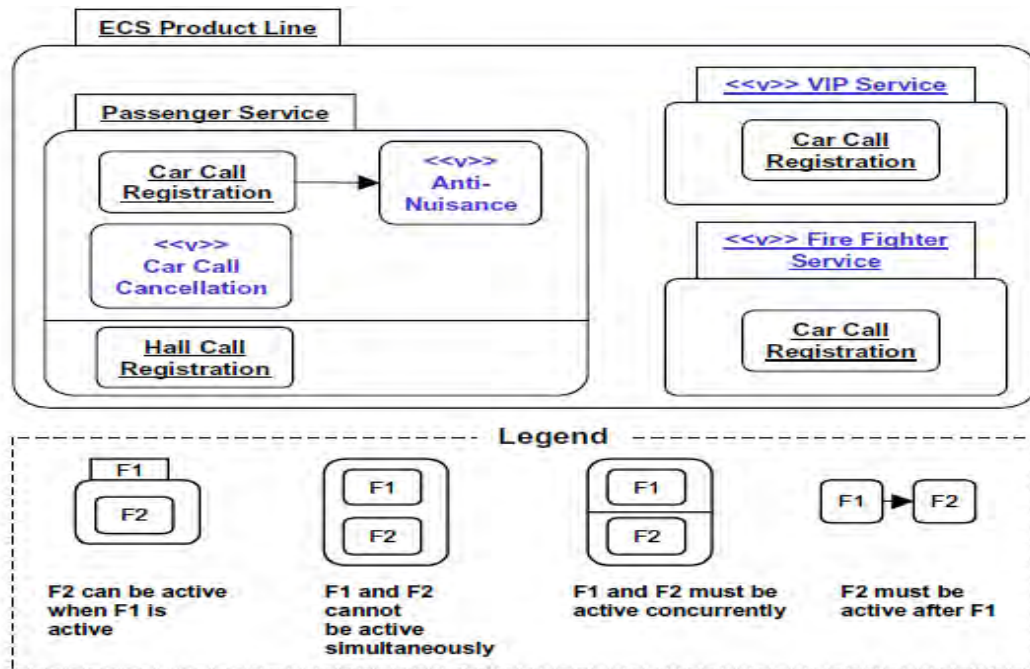 ECS Product Line
<<v>> VIP Service
Car Call
Registration
Passenger Service
Car Call
Registration
<<v>>
Anti-
Nuisance
<<v>>
Car Call
Cancellation
Hall Call
Registration
<<v>> Fire Fighter
Service
Car Call
Registration
Legend
F1
F2
F2 can be active
when F1 is
active
F1
F2
F1 and F2
cannot
be active
simultaneously
F1
F2
F1 and F2 must be
active concurrently
F1
F2
F2 must be
active after F1